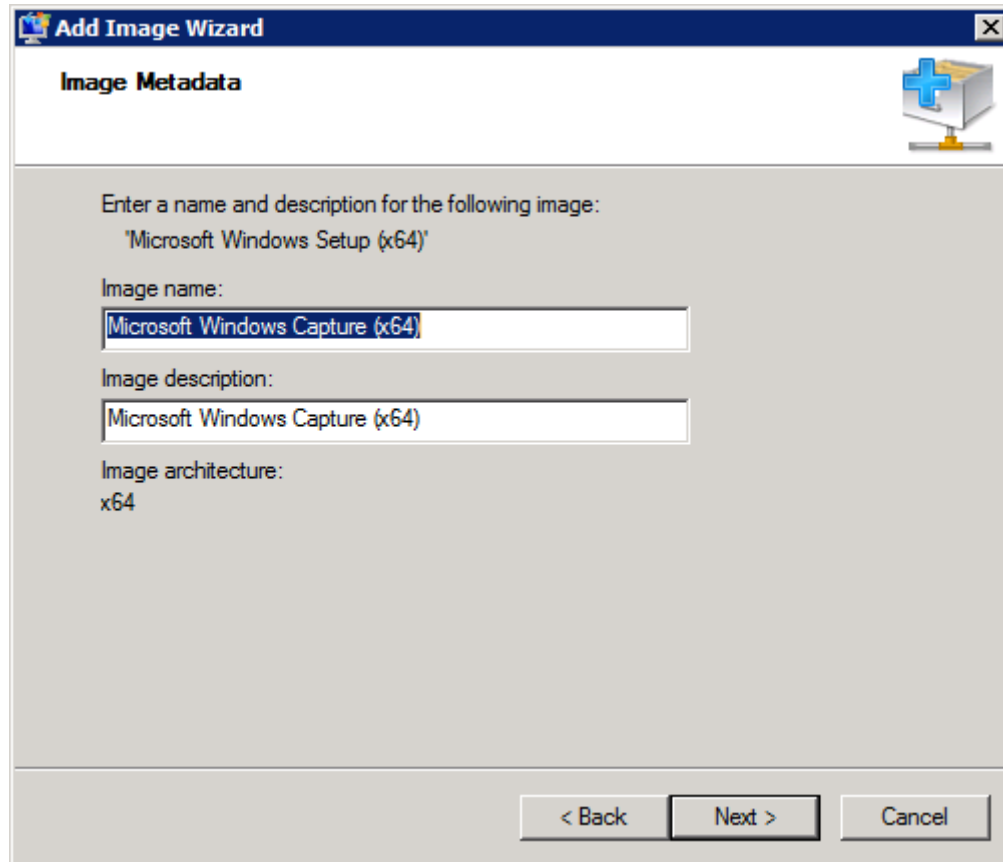 Add Image Wizard
Image Metadata
Enter a name and description for the following image:
'Microsoft Windows Setup (x64)'
Image name:
Microsoft Windows Capture (x64)
Image description:
Microsoft Windows Capture (x64)
Image architecture:
x64
< Back Next > Cancel